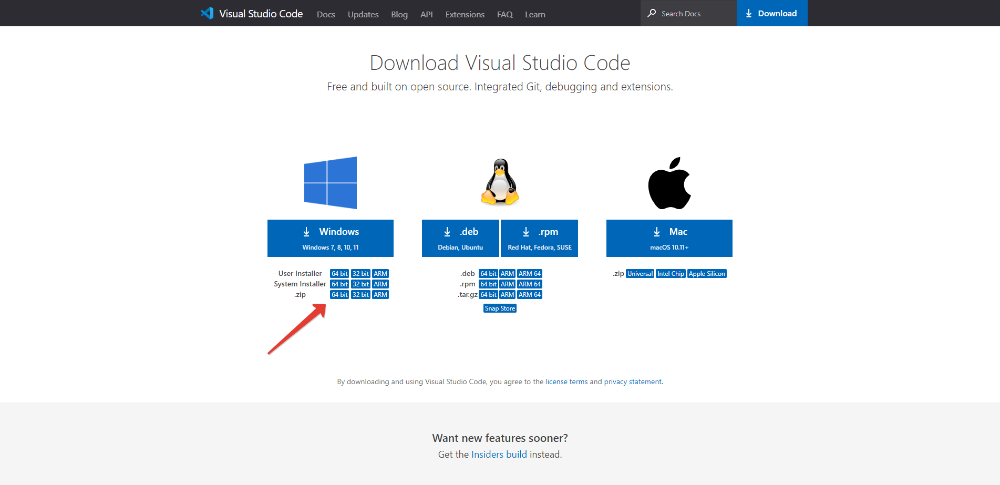 Visual Studio Code Docs Updates Blog API Extensions FAQ Learn Search Docs Download
Download Visual Studio Code
Free and built on open source. Integrated Git, debugging and extensions.
Windows
Windows 7, 8, 10, 11
.deb
Debian, Ubuntu
.rpm
Red Hat, Fedora, SUSE
Mac
macOS 10.11+
User Installer 64 bit 32 bit ARM
System Installer 64 bit 32 bit ARM
.zip 64 bit 32 bit ARM
.deb 64 bit ARM ARM 64
.rpm 64 bit ARM ARM 64
.tar.gz 64 bit ARM ARM 64
Snap Store
.zip Universal Intel Chip Apple Silicon
By downloading and using Visual Studio Code, you agree to the license terms and privacy statement.
Want new features sooner?
Get the Insiders build instead.